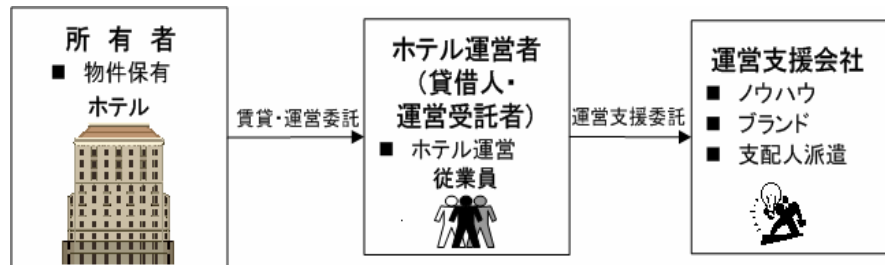 所有者
■ 物件保有
ホテル
賃貸・運営委託
ホテル運営者
（貸借人・
運営受託者）
■ ホテル運営
従業員
運営支援委託
運営支援会社
■ ノウハウ
■ ブランド
■ 支配人派遣